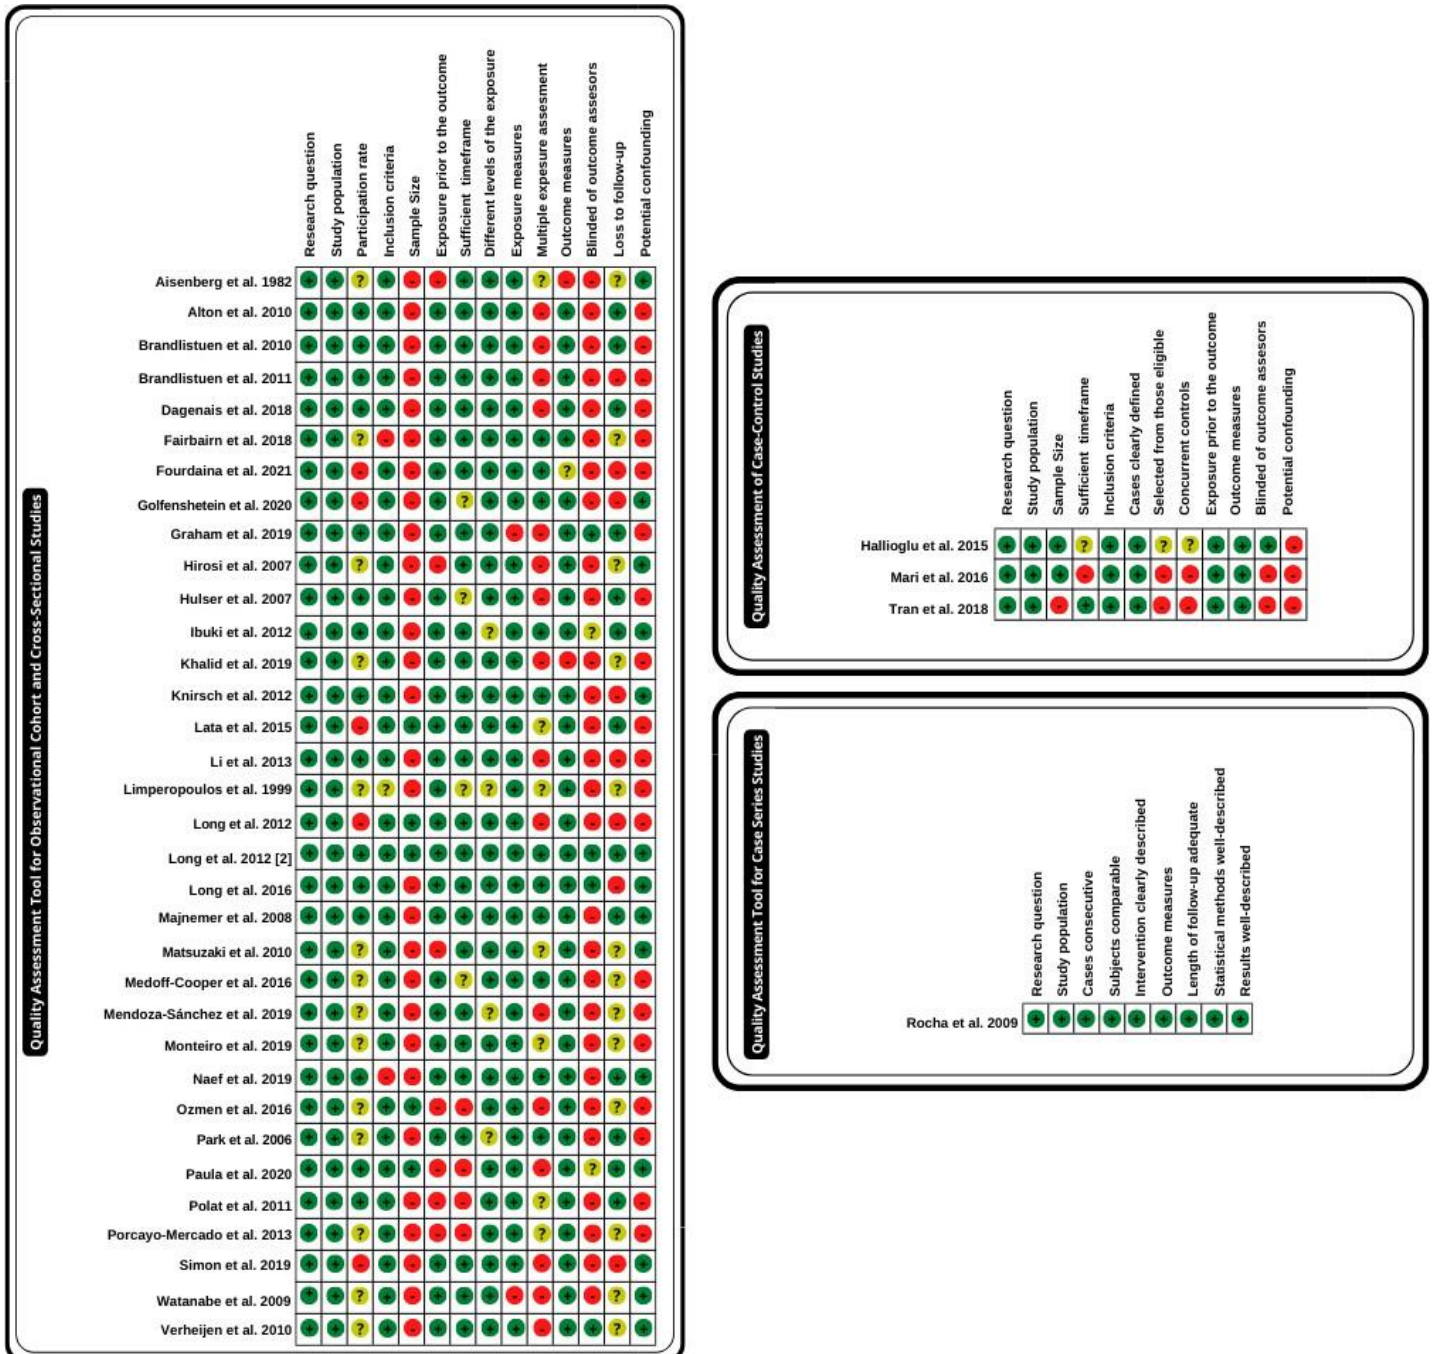 Quality Assessment Tool for Observational Cohort and Cross-Sectional Studies
Research question
Study population
Participation rate
Inclusion criteria
Sample Size
Exposure prior to the outcome
Sufficient timeframe
Different levels of the exposure
Exposure measures
Multiple expesure assessment
Outcome measures
Blinded of outcome assesors
Loss to follow-up
Potential confounding
Aisenberg et al. 1982 + + ? + - - + + + ? - - ? +
Alton et al. 2010 + + + + - + + + + - + - + -
Brandlistuen et al. 2010 + + + + - + + + + - + - + -
Brandlistuen et al. 2011 + + + + - + + + + - + - - -
Dagenais et al. 2018 + + + + - + + + + - + - + -
Fairbairn et al. 2018 + + ? - - + + + + + + - ? -
Fourdaina et al. 2021 + + - + - + + + + + ? - - -
Golfenshetein et al. 2020 + + - + - + ? + + + + - - +
Graham et al. 2019 + + + + - + + + - - + + + -
Hirosi et al. 2007 + + ? + - - + + + - + - ? +
Hulser et al. 2007 + + + + - + ? + + - + - + -
Ibuki et al. 2012 + + + + - + + ? + + + ? + +
Khalid et al. 2019 + + ? + - + + + + - - - ? -
Knirsch et al. 2012 + + + + - + + + + + + - - +
Lata et al. 2015 + + - + + + + + + ? + - + -
Li et al. 2013 + + + + - + + + + - + - - -
Limperopoulos et al. 1999 + + ? ? - + ? ? + ? + - ? -
Long et al. 2012 + + - + + + + + + - + - - -
Long et al. 2012 [2] + + + + + + + + + + + + + +
Long et al. 2016 + + + + - + + + + + + + - +
Majnemer et al. 2008 + + + + - + + + + + + - + +
Matsuzaki et al. 2010 + + ? + - - + + + ? + - ? +
Medoff-Cooper et al. 2016 + + ? + - + ? + + + + - ? -
Mendoza-Sánchez et al. 2019 + + ? + - + + ? + - + - ? -
Monteiro et al. 2019 + + ? + - + + + + ? + - ? -
Naef et al. 2019 + + + - - + + + + + + - + +
Ozmen et al. 2016 + + ? + + - - + + - + - ? -
Park et al. 2006 + + ? + - + + ? + + + - + -
Paula et al. 2020 + + + + + - - + + - + ? + +
Polat et al. 2011 + + + + - - - + + ? + - + -
Porcayo-Mercado et al. 2013 + + ? + - - - + + ? + - ? -
Simon et al. 2019 + + - + - + + + + - + - - +
Watanabe et al. 2009 + + ? + - + + + - - + - ? +
Verheijen et al. 2010 + + ? + - + + + + - + + ? +
Quality Assessment of Case-Control Studies
Research question
Study population
Sample Size
Sufficient timeframe
Inclusion criteria
Cases clearly defined
Selected from those eligible
Concurrent controls
Exposure prior to the outcome
Outcome measures
Blinded of outcome assesors
Potential confounding
Hallioglu et al. 2015 + + + ? + + ? ? + + + -
Mari et al. 2016 + + + - + + - - + + - -
Tran et al. 2018 + + - + + + - - + + - -
Quality Assessment Tool for Case Series Studies
Research question
Study population
Cases consecutive
Subjects comparable
Intervention clearly described
Outcome measures
Length of follow-up adequate
Statistical methods well-described
Results well-described
Rocha et al. 2009 + + + + + + + + +